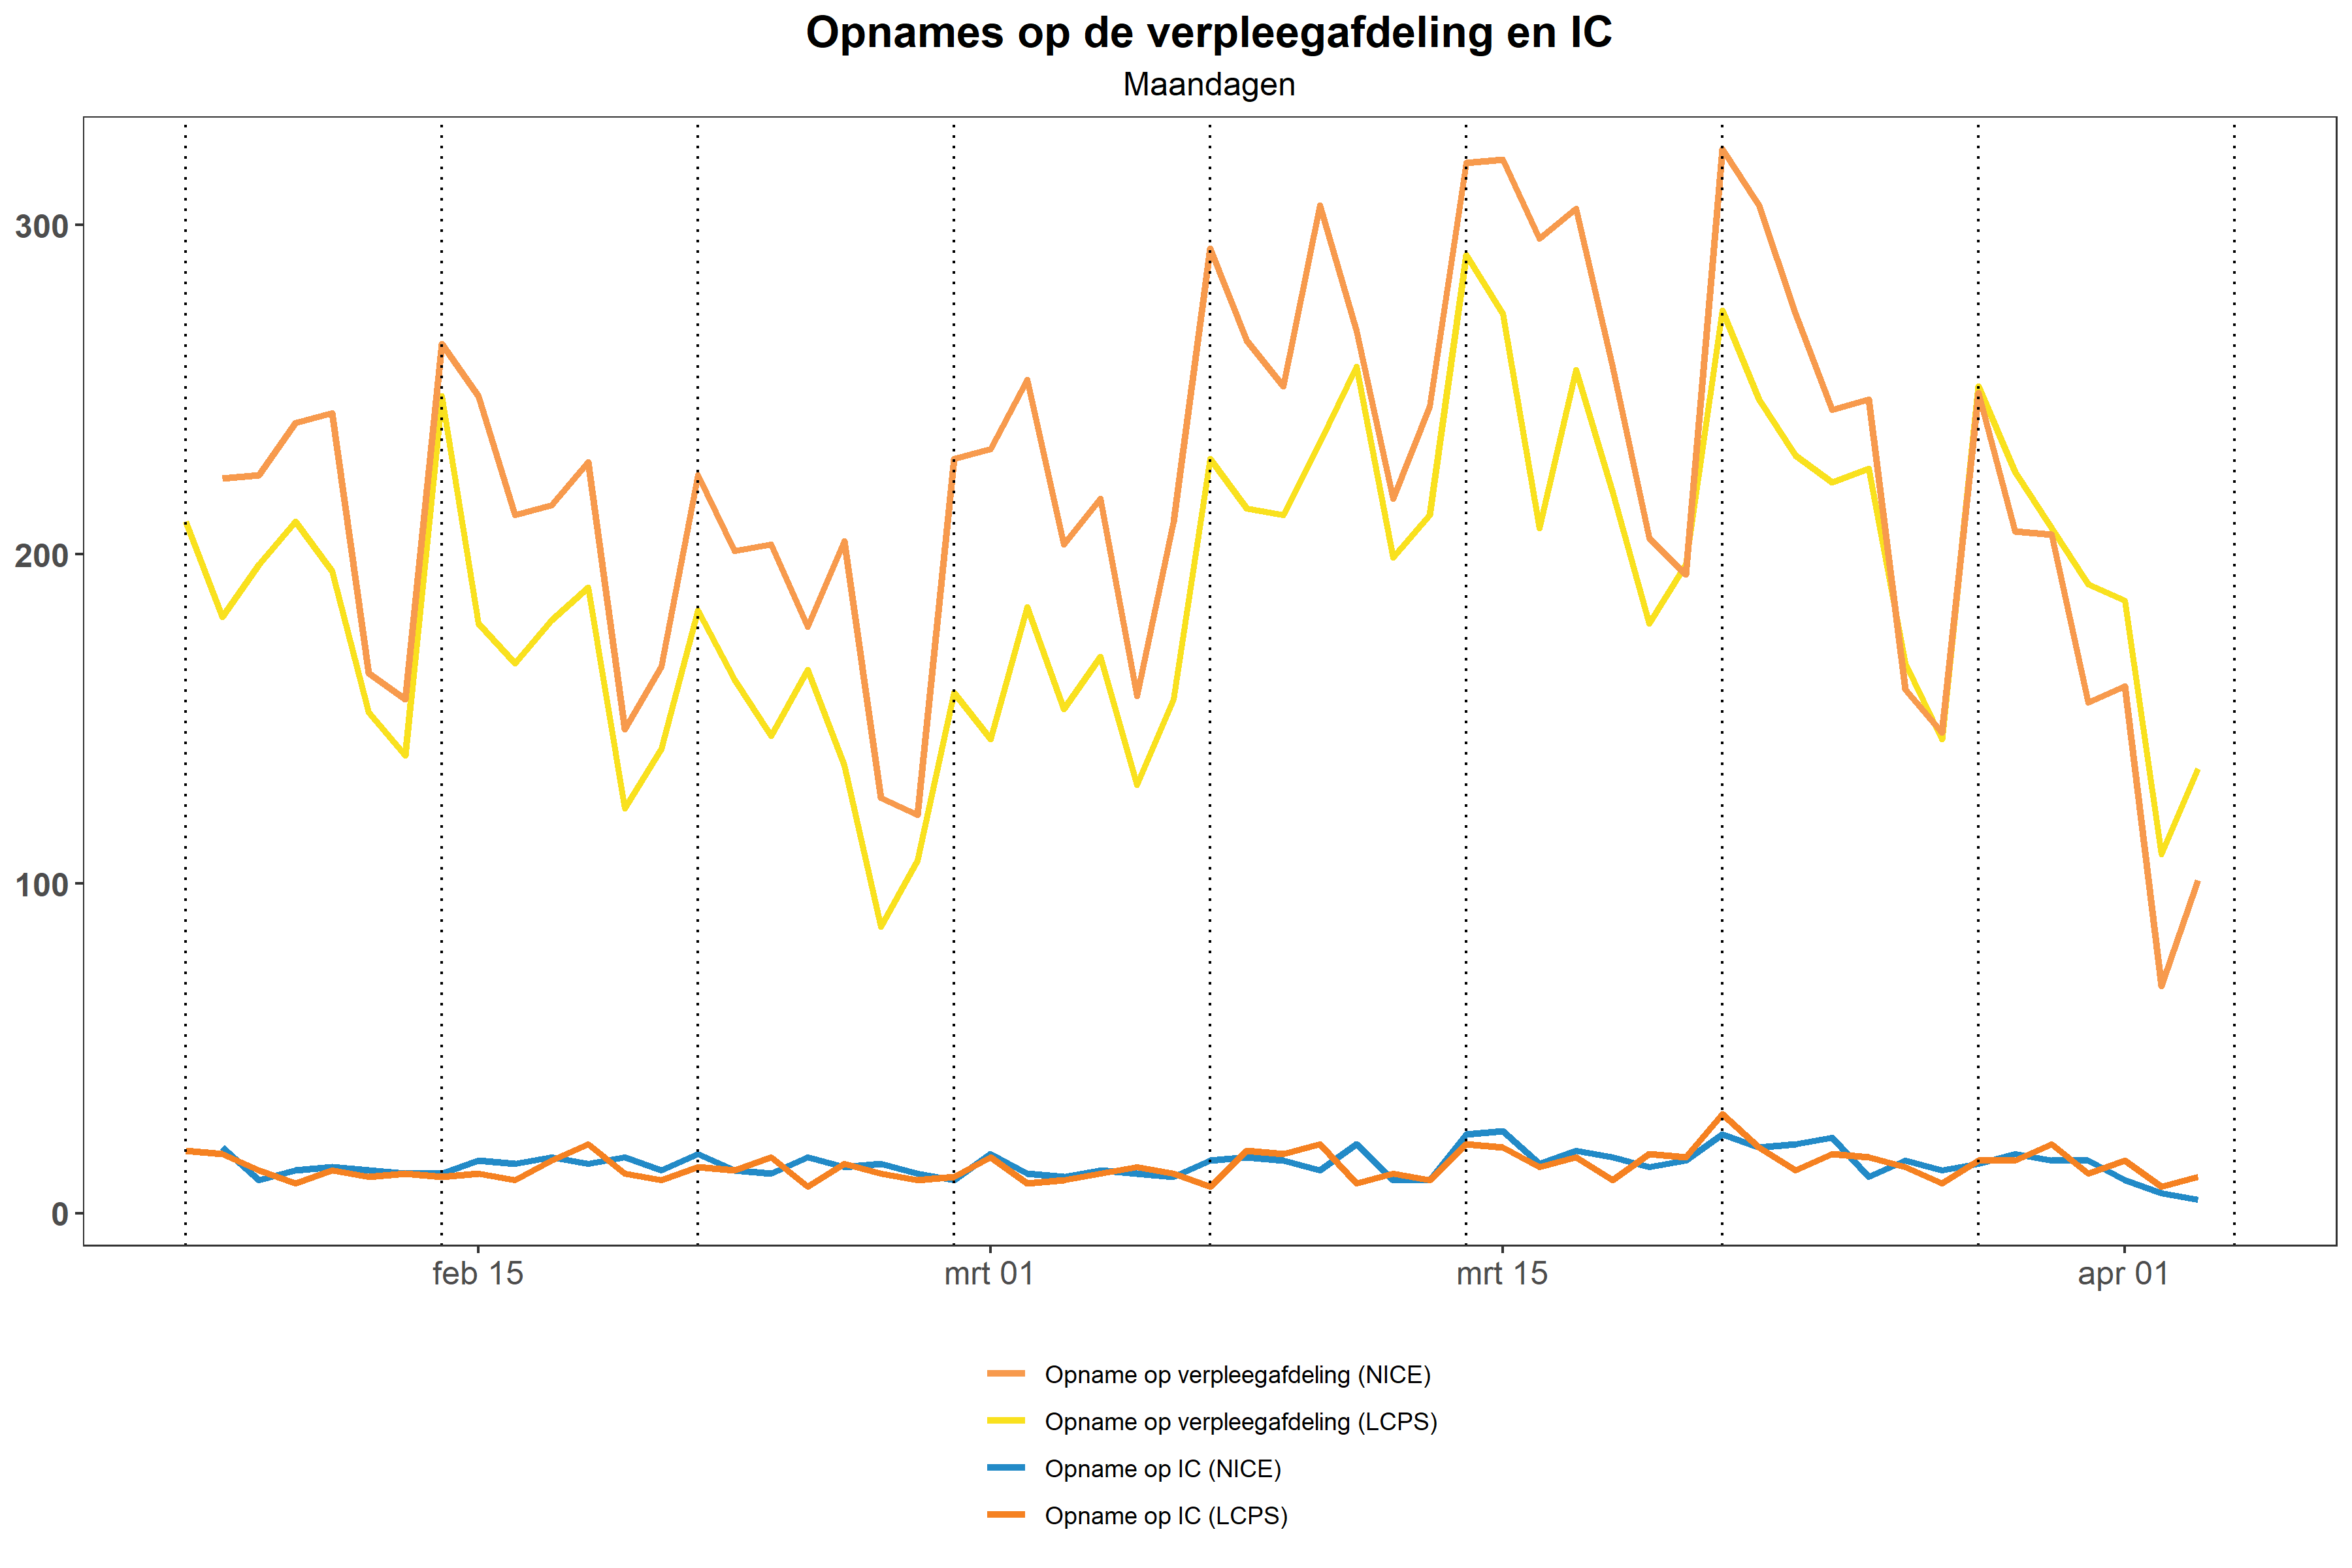 Opnames op de verpleegafdeling en IC
Maandagen
300
200
100
0
feb 15
mrt 01
mrt 15
apr 01
Opname op verpleegafdeling (NICE)
Opname op verpleegafdeling (LCPS)
Opname op IC (NICE)
Opname op IC (LCPS)